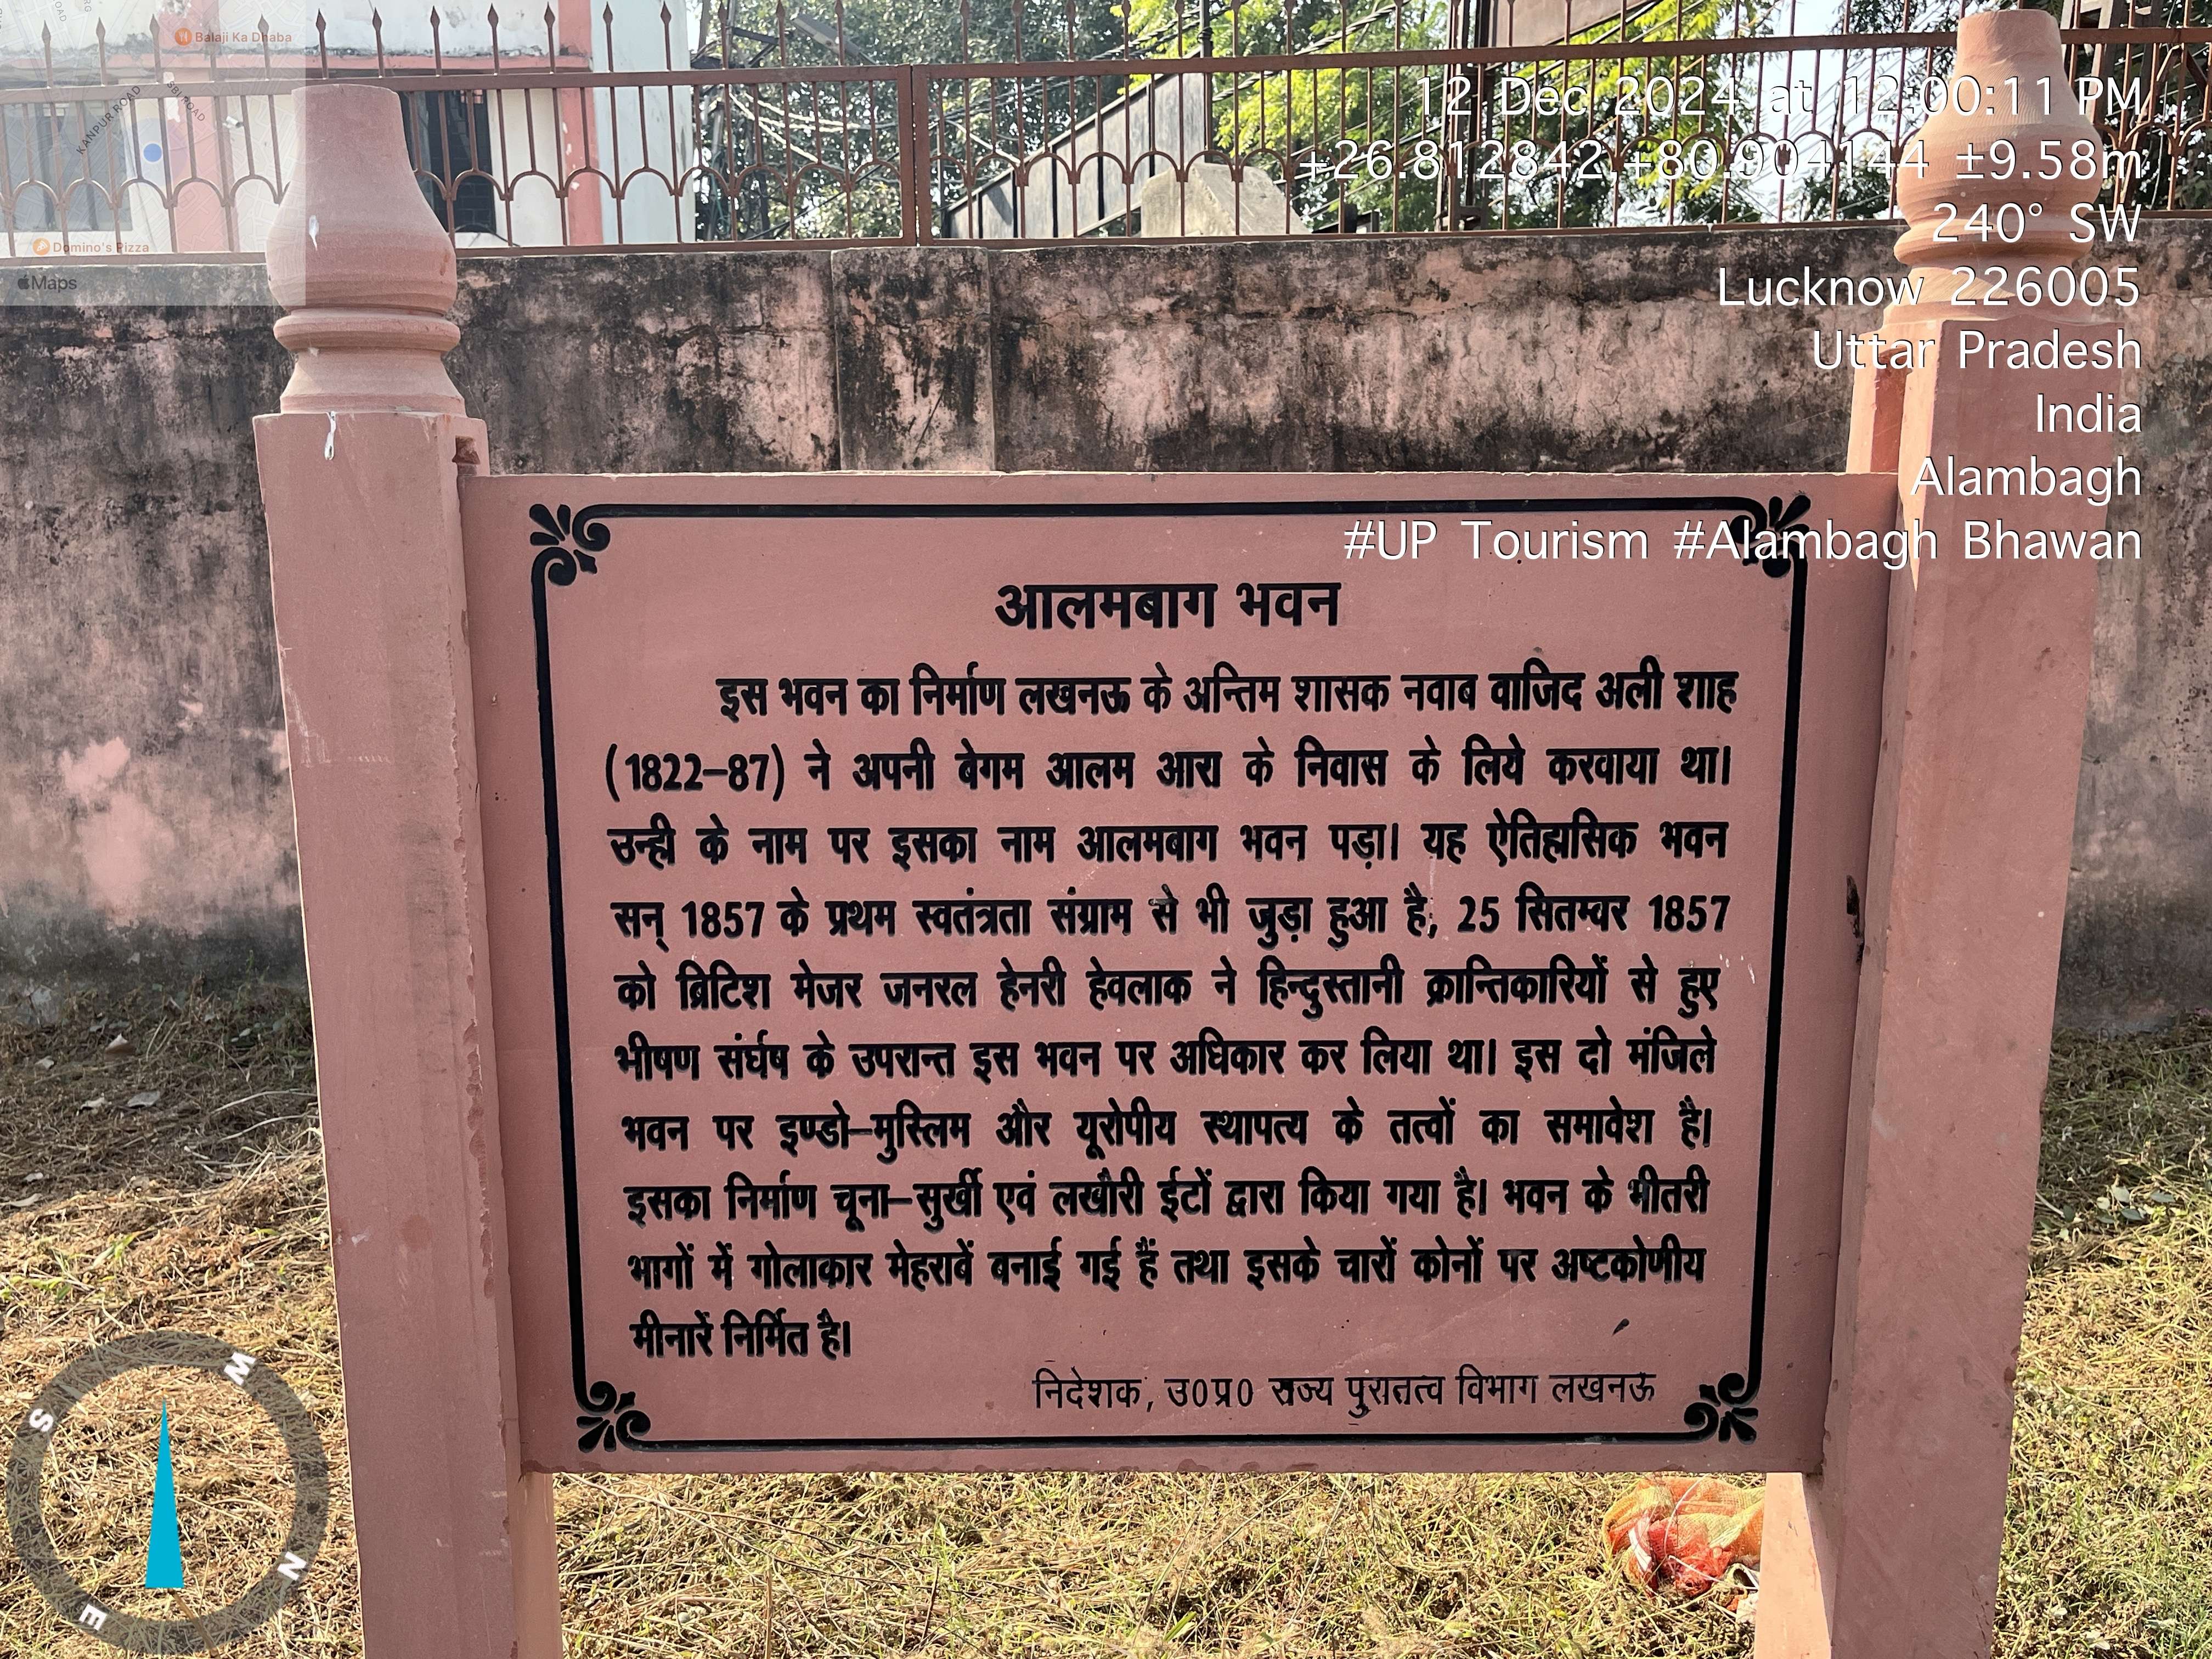 Balaji Ka Dhaba
KANPUR ROAD
Domino's Pizza
Maps
12 Dec 2024 at 12:00:11 PM
+26.812842,+80.904144 ±9.58m
240° SW
Lucknow 226005
Uttar Pradesh
India
Alambagh
#UP Tourism #Alambagh Bhawan
आलमबाग भवन
इस भवन का निर्माण लखनऊ के अन्तिम शासक नवाब वाजिद अली शाह
(1822–87) ने अपनी बेगम आलम आरा के निवास के लिये करवाया था।
उन्ही के नाम पर इसका नाम आलमबाग भवन पड़ा। यह ऐतिह्मसिक भवन
सन् 1857 के प्रथम स्वतंत्रता संग्राम से भी जुड़ा हुआ है, 25 सितम्वर 1857
को ब्रिटिश मेजर जनरल हेनरी हेवलाक ने हिन्दुस्तानी क्रान्तिकारियों से हुए
भीषण संर्घष के उपरान्त इस भवन पर अधिकार कर लिया था। इस दो मंजिले
भवन पर इण्डो–मुस्लिम और यूरोपीय स्थापत्य के तत्वों का समावेश है।
इसका निर्माण चूना–सुर्खी एवं लखौरी ईटों द्वारा किया गया है। भवन के भीतरी
भागों में गोलाकार मेहरावें बनाई गई हैं तथा इसके चारों कोनों पर अष्टकोणीय
मीनारें निर्मित है।
निदेशक, उ0प्र0 राज्य पुरातत्व विभाग लखनऊ
W
S
N
E